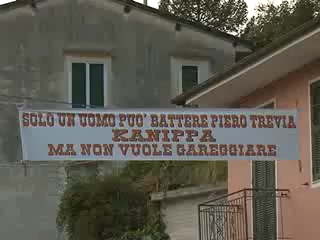 SOLO UN UOMO PUO' BATTERE PIERO TREVIA
KANIPPA
MA NON VUOLE GAREGGIARE